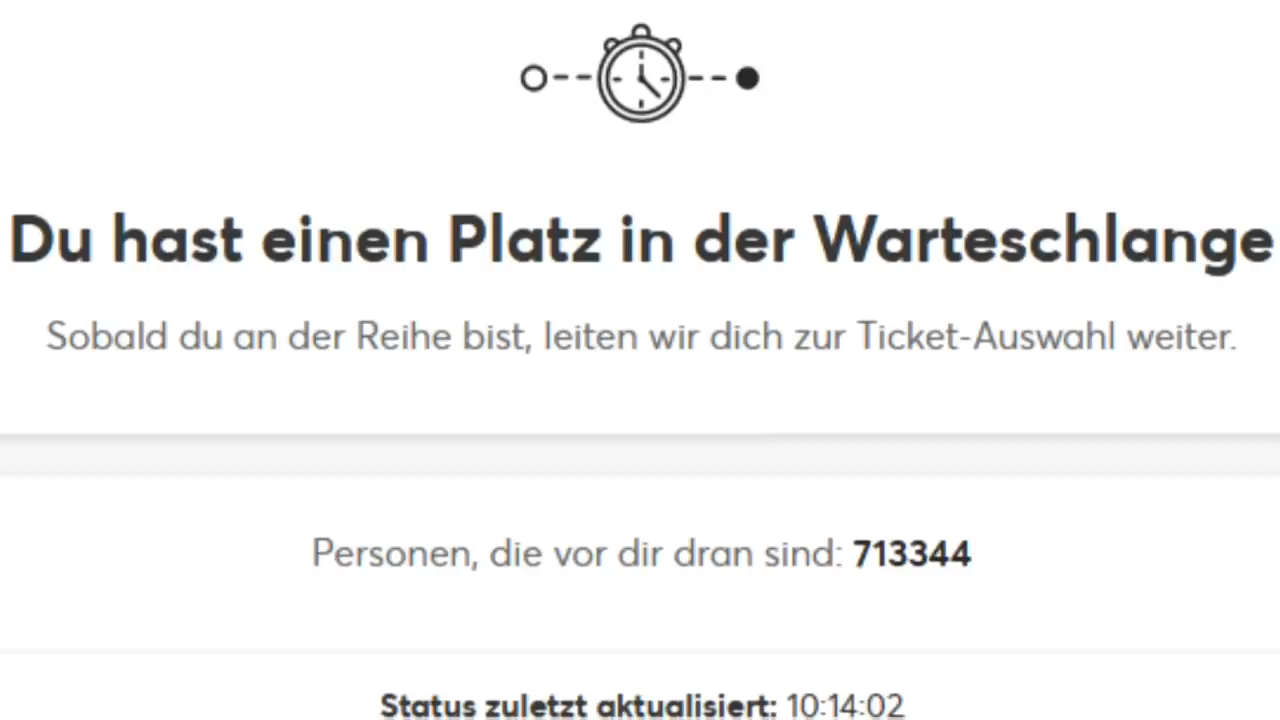 Du hast einen Platz in der Warteschlange
Sobald du an der Reihe bist, leiten wir dich zur Ticket-Auswahl weiter.
Personen, die vor dir dran sind: 713344
Status zuletzt aktualisiert: 10:14:02